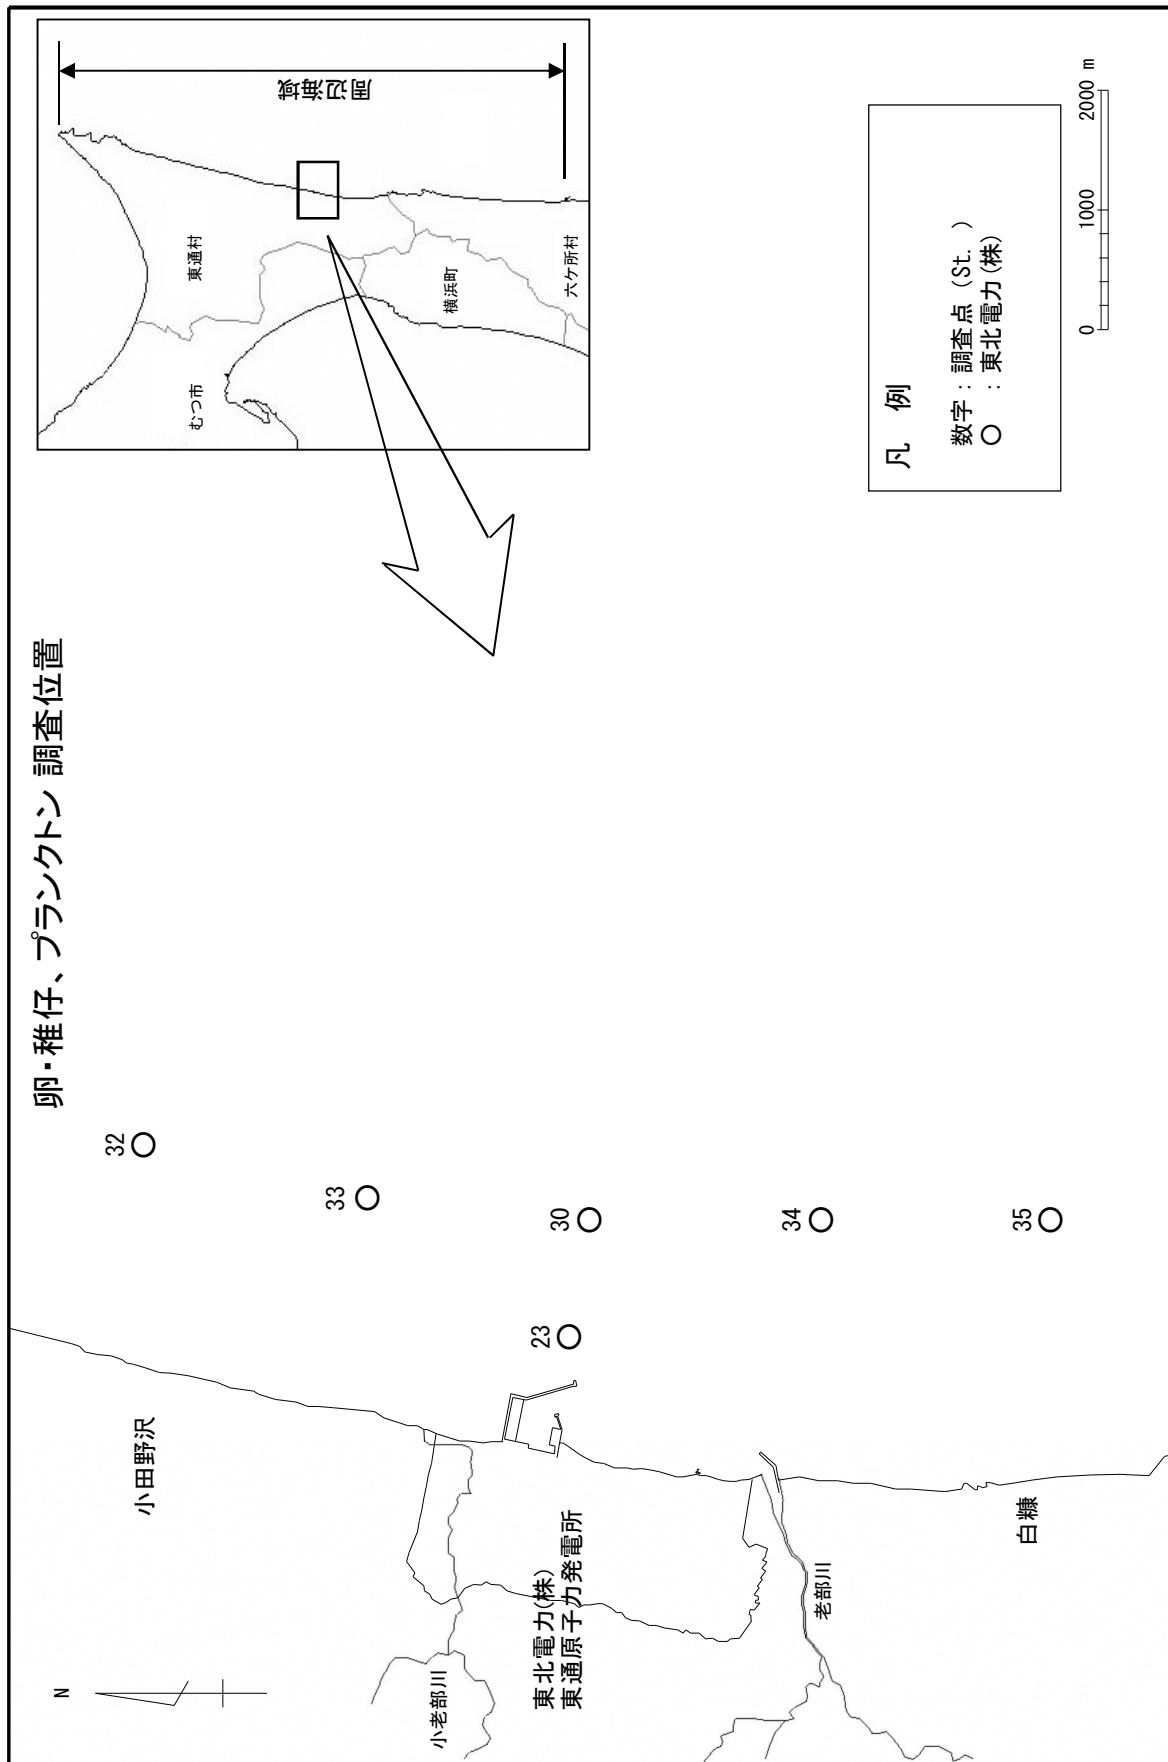 卵・稚仔、プランクトン 調査位置
N
小田野沢
小老部川
東北電力(株)
東通原子力発電所
老部川
白糠
32
33
30
23
34
35
周辺海域
むつ市
東通村
横浜町
六ケ所村
凡 例
数字：調査点 (St. )
○ ：東北電力(株)
0 1000 2000 m